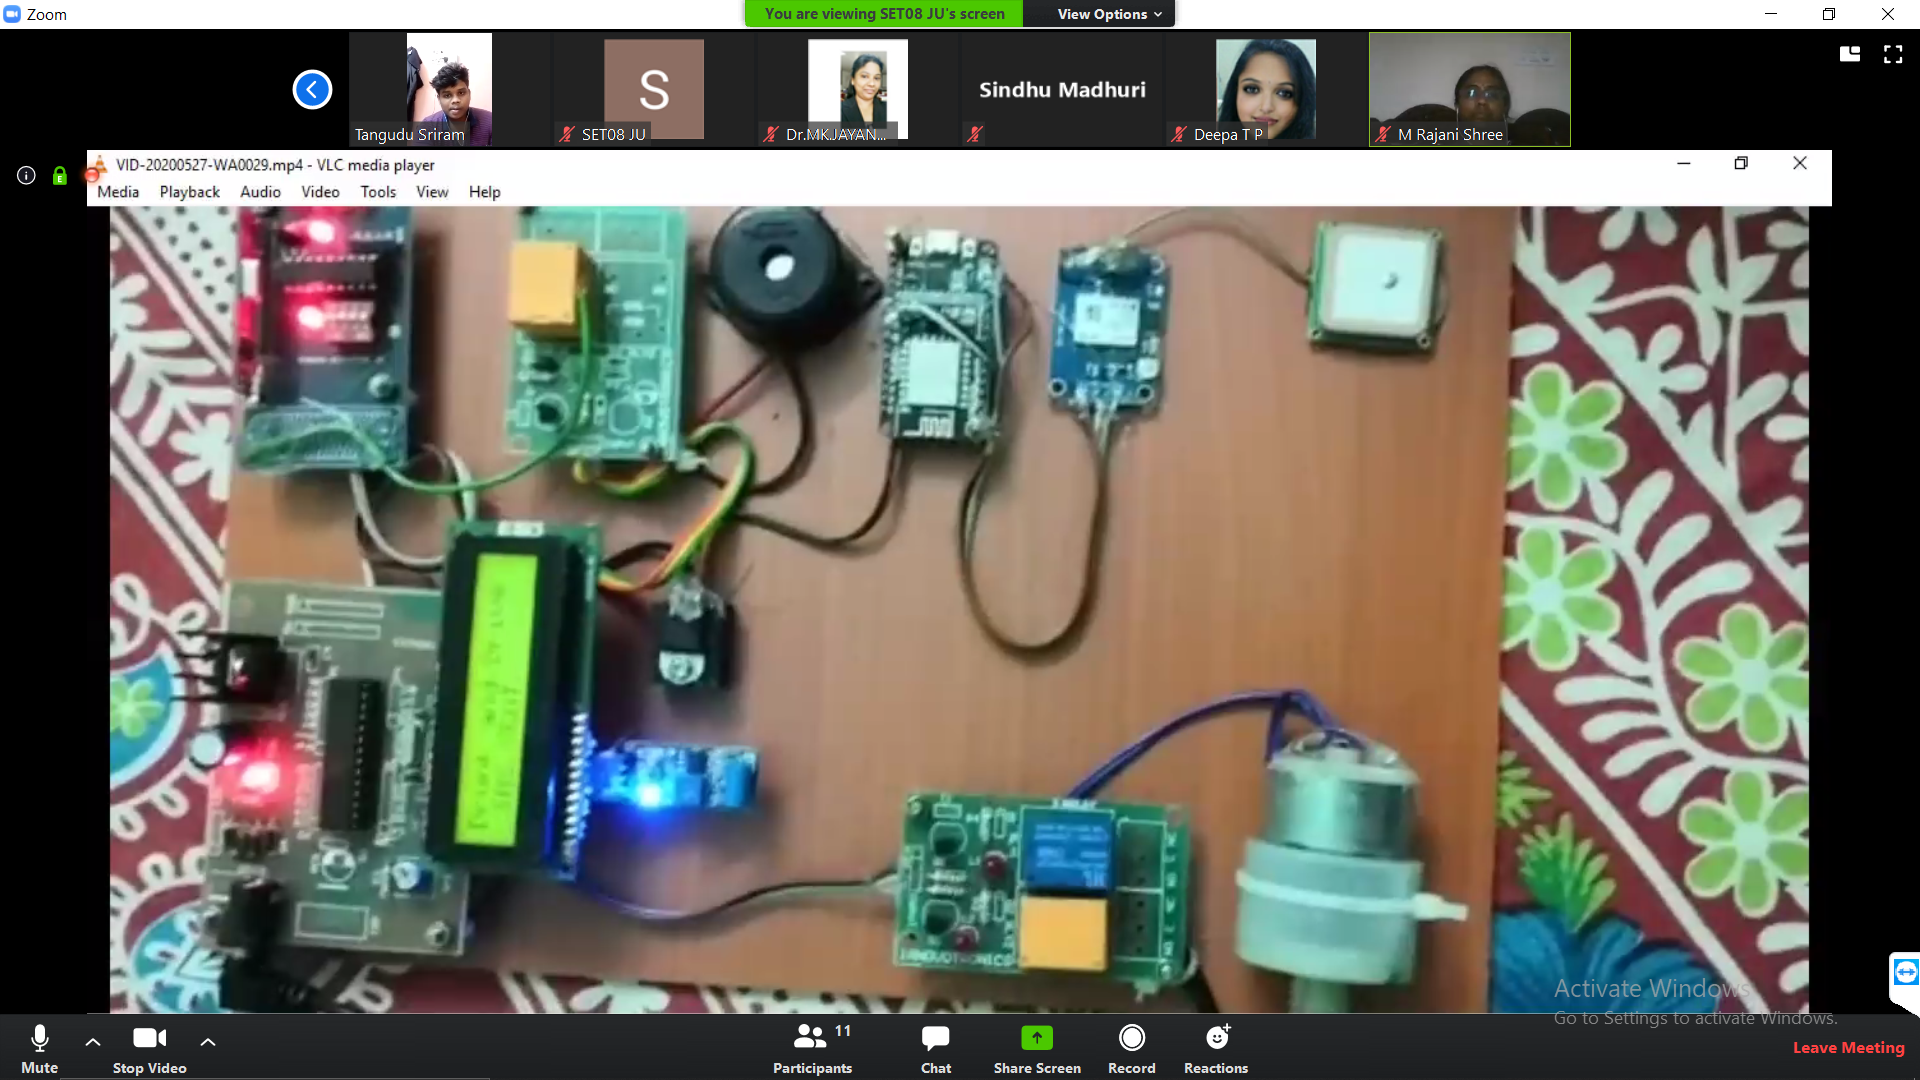 Zoom
You are viewing SET08 JU's screen
View Options
S
Sindhu Madhuri
Tangudu Sriram
SET08 JU
Dr.MK.JAYAN...
Deepa T P
M Rajani Shree
VID-20200527-WA0029.mp4 - VLC media player
Media Playback Audio Video Tools View Help
Activate Windows
Go to Settings to activate Windows.
Mute
Stop Video
Participants
11
Chat
Share Screen
Record
Reactions
Leave Meeting